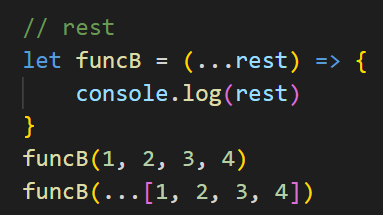 // rest
let funcB = (...rest) => {
    console.log(rest)
}
funcB(1, 2, 3, 4)
funcB(...[1, 2, 3, 4])